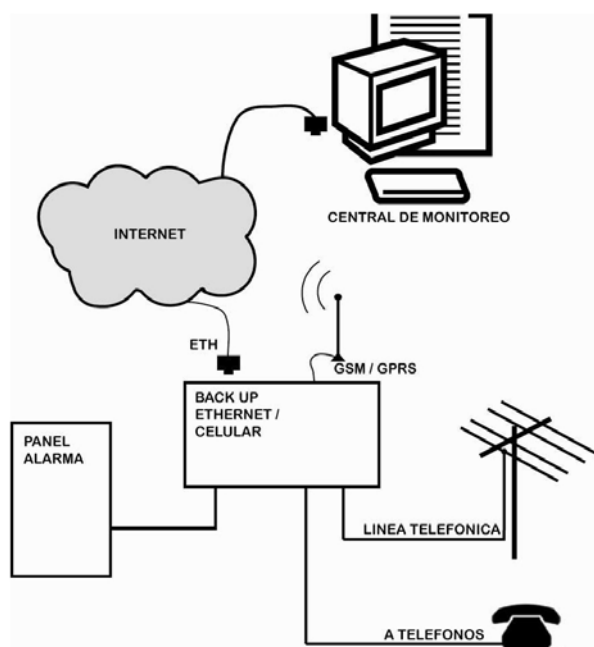 CENTRAL DE MONITOREO
INTERNET
ETH
GSM / GPRS
BACK UP
ETHERNET /
CELULAR
PANEL
ALARMA
LINEA TELEFONICA
A TELEFONOS